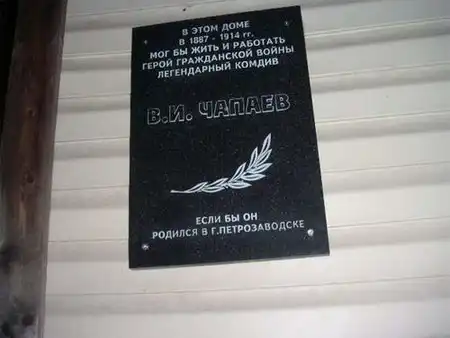 В ЭТОМ ДОМЕ
В 1887 - 1914 гг.
МОГ БЫ ЖИТЬ И РАБОТАТЬ
ГЕРОЙ ГРАЖДАНСКОЙ ВОЙНЫ
ЛЕГЕНДАРНЫЙ КОМДИВ
В.И. ЧАПАЕВ
ЕСЛИ БЫ ОН
РОДИЛСЯ В Г.ПЕТРОЗАВОДСКЕ